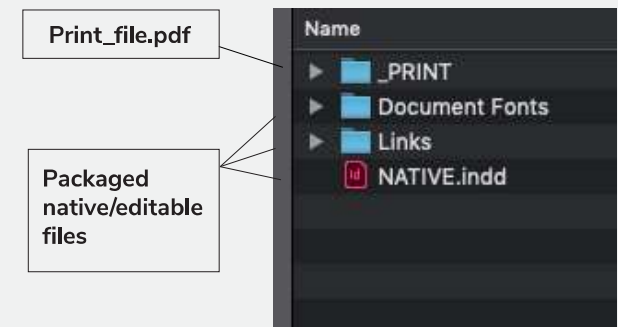 Print_file.pdf
Packaged
native/editable
files
Name
_PRINT
Document Fonts
Links
Id
NATIVE.indd